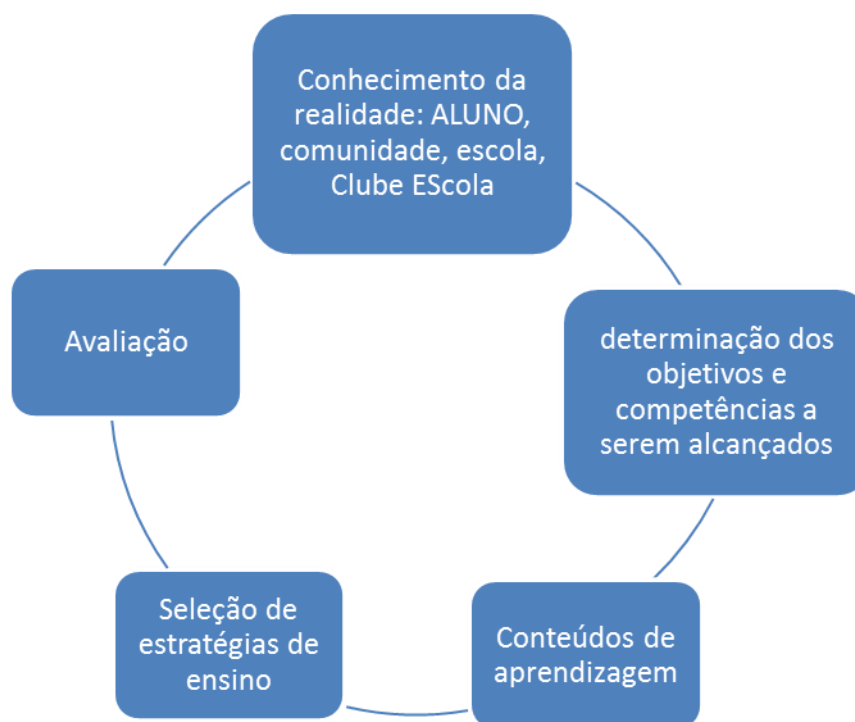 Conhecimento da
realidade: ALUNO,
comunidade, escola,
Clube EScola
determinação dos
objetivos e
competências a
serem alcançados
Conteúdos de
aprendizagem
Seleção de
estratégias de
ensino
Avaliação